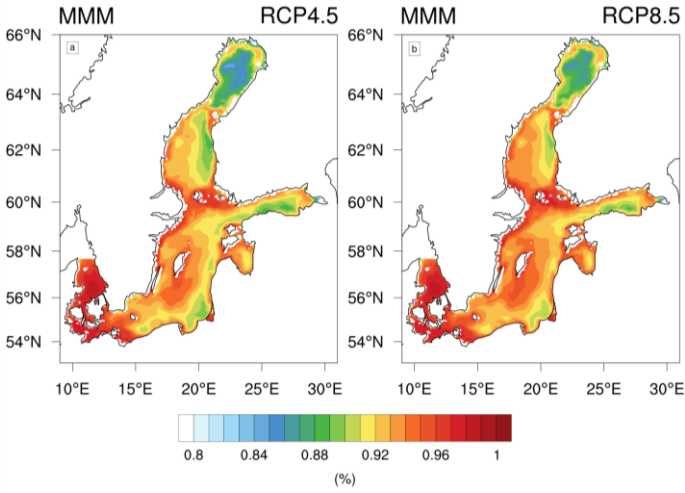 MMM RCP4.5 MMM RCP8.5
66°N 66°N
a b
64°N 64°N
62°N 62°N
60°N 60°N
58°N 58°N
56°N 56°N
54°N 54°N
10°E 15°E 20°E 25°E 30°E 10°E 15°E 20°E 25°E 30°E
0.8 0.84 0.88 0.92 0.96 1
(%)